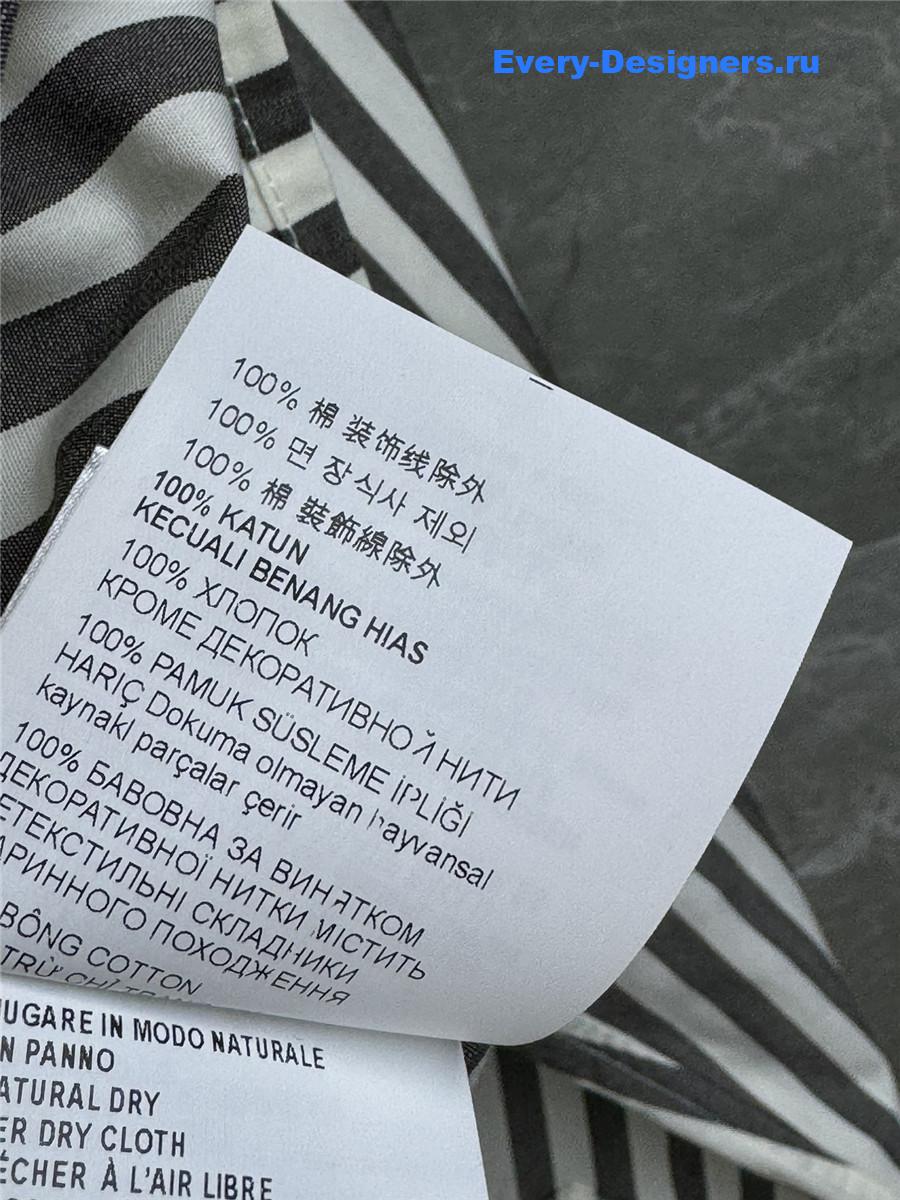 Every-Designers.ru
100% 棉 装饰线除外
100% 면 장식사 제외
100% 棉 裝飾線除外
100% KATUN
KECUALI BENANG HIAS
100% ХЛОПОК
КРОМЕ ДЕКОРАТИВНОЙ НИТИ
100% PAMUK SÜSLEME İPLİĞİ
HARIÇ Dokuma olmayan hayvansal
kaynakl parçalar çerir
100% БАВОВНА ЗА ВИНЯТКОМ
ДЕКОРАТИВНОЇ НИТКИ МІСТИТЬ
ЕТЕКСТИЛЬНІ СКЛАДНИКИ
АРИННОГО ПОХОДЖЕННЯ
BÔNG COTTON
TRỪ CHỈ
UGARE IN MODO NATURALE
N PANNO
ATURAL DRY
ER DRY CLOTH
ÉCHER À L'AIR LIBRE